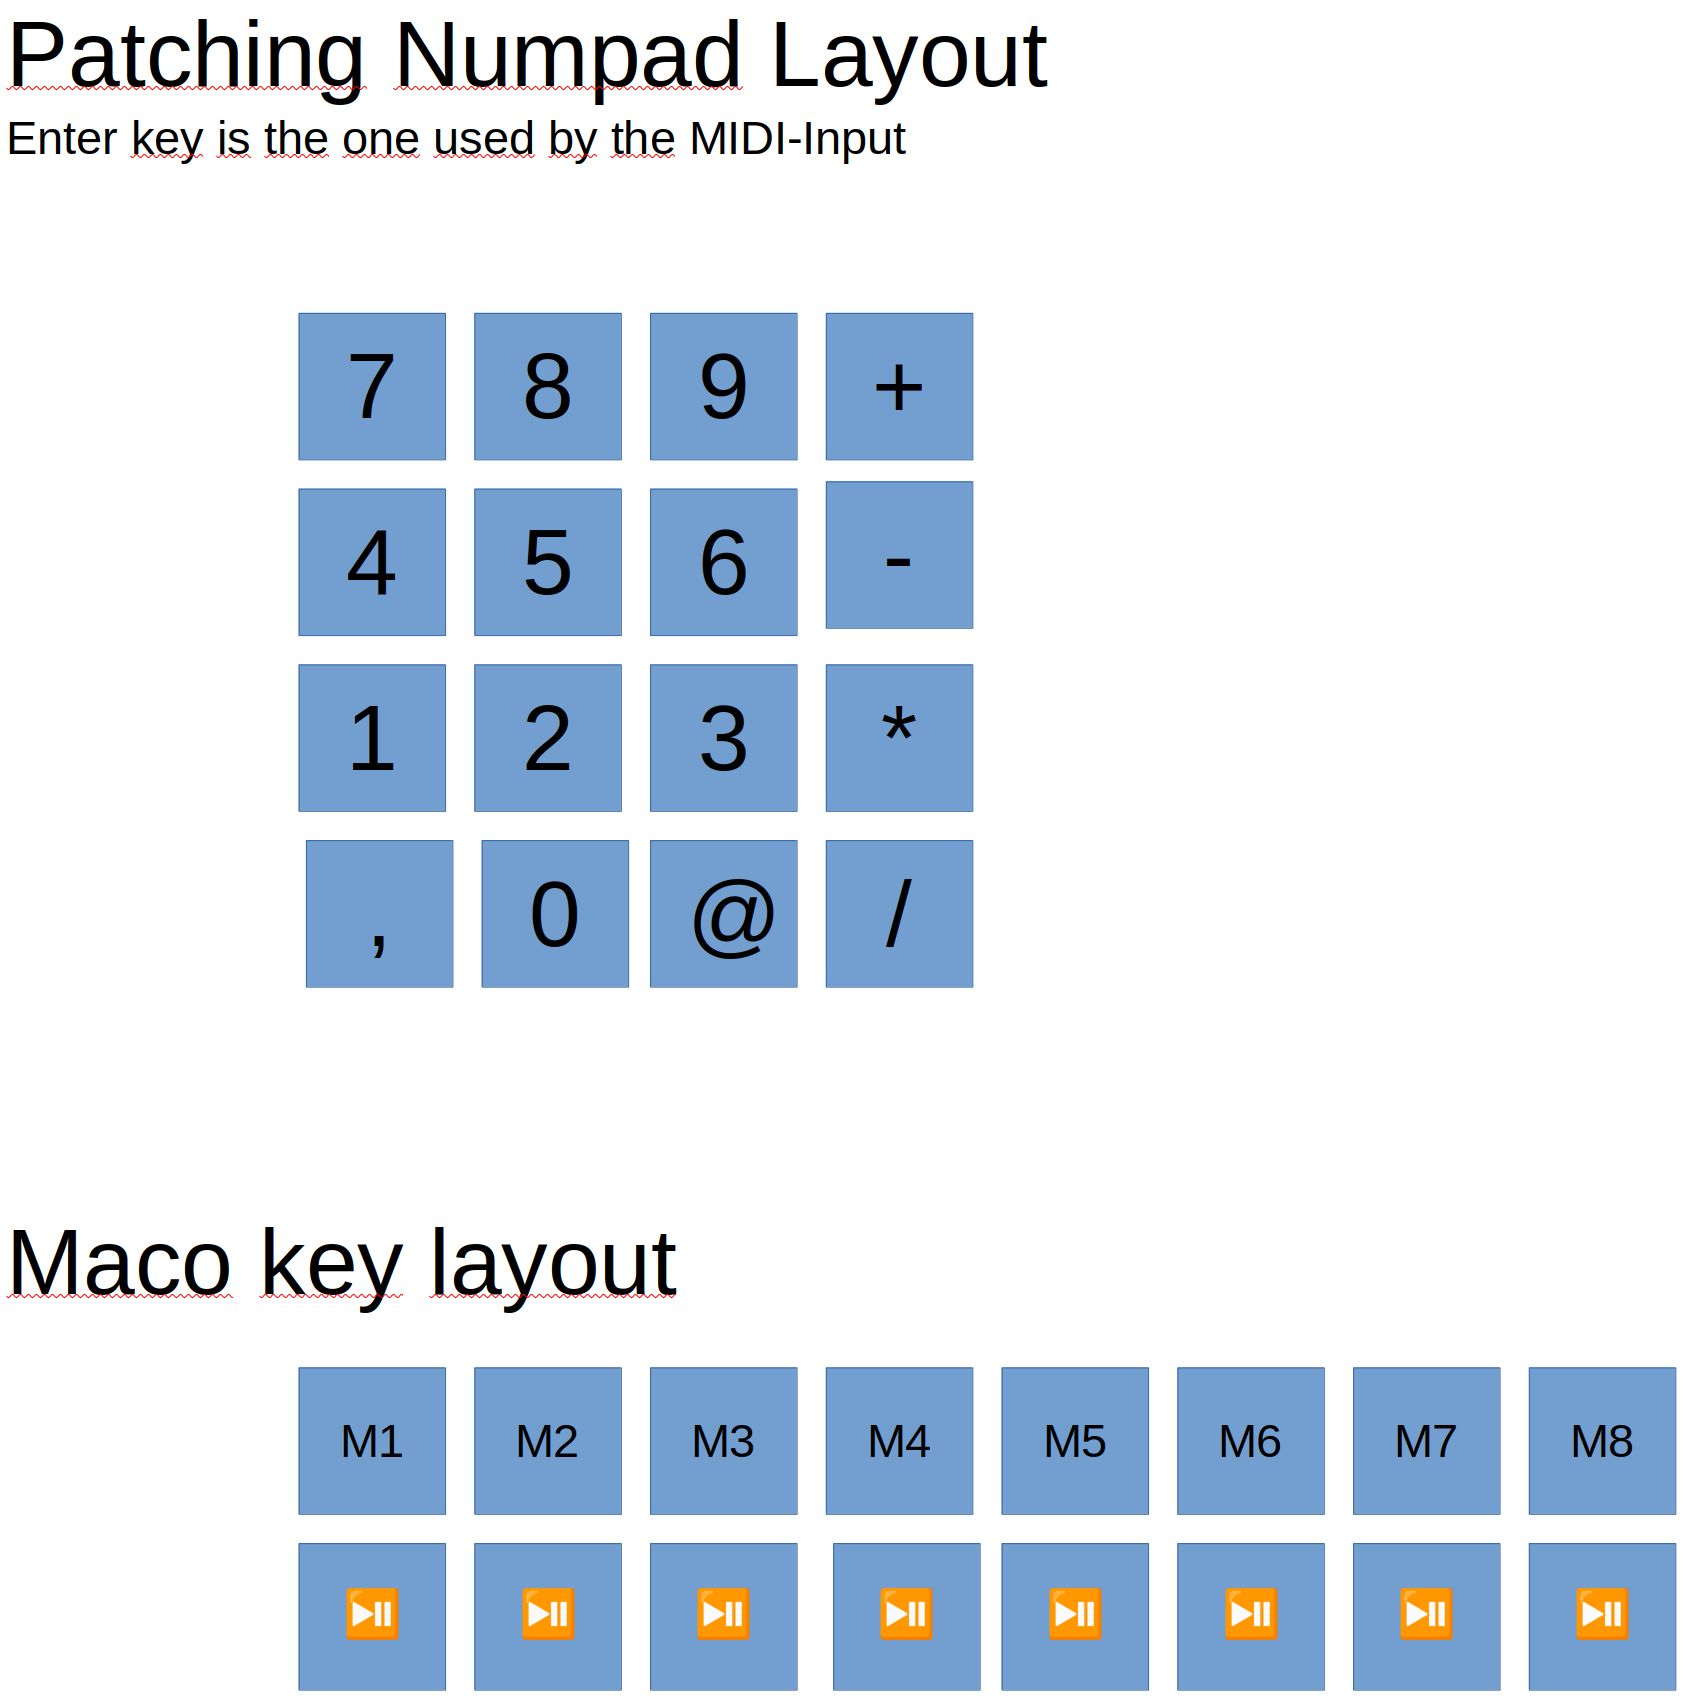 Patching Numpad Layout
Enter key is the one used by the MIDI-Input
7 8 9 +
4 5 6 -
1 2 3 *
, 0 @ /
Maco key layout
M1 M2 M3 M4 M5 M6 M7 M8
⏯️ ⏯️ ⏯️ ⏯️ ⏯️ ⏯️ ⏯️ ⏯️